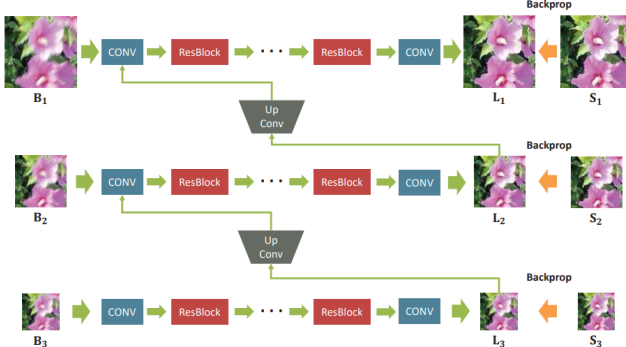 Backprop
CONV ResBlock ... ResBlock CONV
B1 L1 S1
Up
Conv
Backprop
CONV ResBlock ... ResBlock CONV
B2 L2 S2
Up
Conv
Backprop
CONV ResBlock ... ResBlock CONV
B3 L3 S3